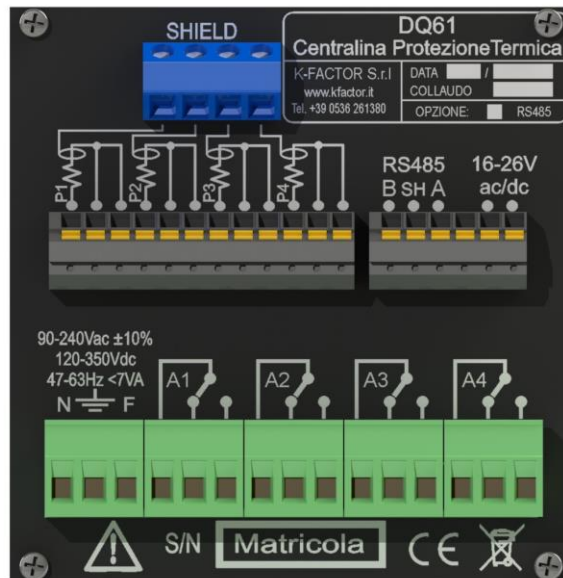 SHIELD
DQ61
Centralina ProtezioneTermica
K-FACTOR S.r.l
www.kfactor.it
Tel. +39 0536 261380
DATA /
COLLAUDO
OPZIONE: RS485
P1 P2 P3 P4
RS485
B SH A
16-26V
ac/dc
90-240Vac ±10%
120-350Vdc
47-63Hz <7VA
N F
A1 A2 A3 A4
S/N Matricola CE